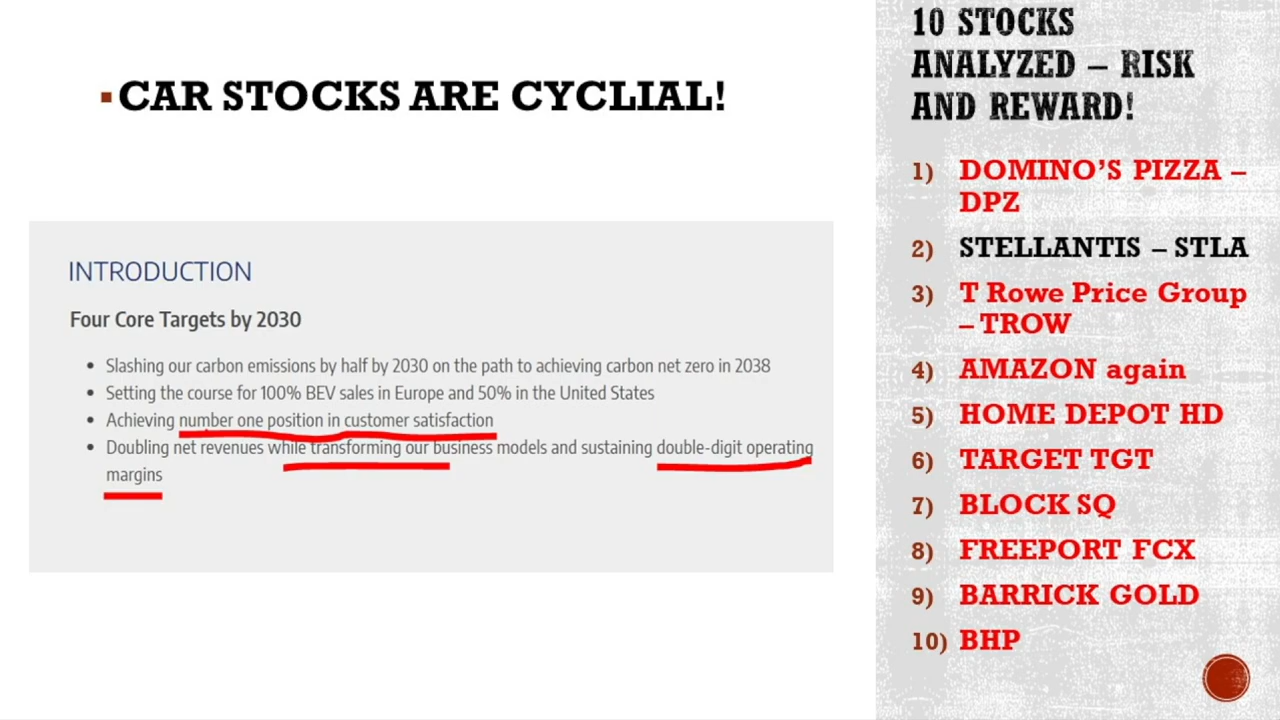 ▪CAR STOCKS ARE CYCLIAL!
INTRODUCTION
Four Core Targets by 2030
• Slashing our carbon emissions by half by 2030 on the path to achieving carbon net zero in 2038
• Setting the course for 100% BEV sales in Europe and 50% in the United States
• Achieving number one position in customer satisfaction
• Doubling net revenues while transforming our business models and sustaining double-digit operating
margins
10 STOCKS
ANALYZED – RISK
AND REWARD!
1) DOMINO’S PIZZA –
DPZ
2) STELLANTIS – STLA
3) T Rowe Price Group
– TROW
4) AMAZON again
5) HOME DEPOT HD
6) TARGET TGT
7) BLOCK SQ
8) FREEPORT FCX
9) BARRICK GOLD
10) BHP